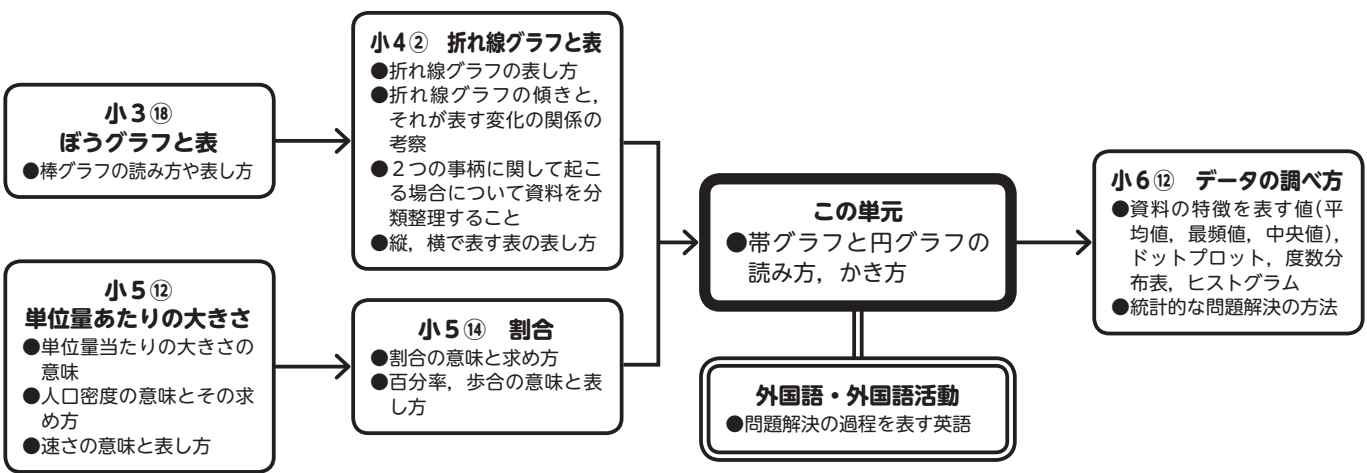 小3⑱
ぼうグラフと表
●棒グラフの読み方や表し方
小5⑫
単位量あたりの大きさ
●単位量当たりの大きさの
意味
●人口密度の意味とその求
め方
●速さの意味と表し方
小4② 折れ線グラフと表
●折れ線グラフの表し方
●折れ線グラフの傾きと，
それが表す変化の関係の
考察
●２つの事柄に関して起こ
る場合について資料を分
類整理すること
●縦，横で表す表の表し方
小5⑭ 割合
●割合の意味と求め方
●百分率，歩合の意味と表
し方
この単元
●帯グラフと円グラフの
読み方，かき方
外国語・外国語活動
●問題解決の過程を表す英語
小6⑫ データの調べ方
●資料の特徴を表す値(平
均値，最頻値，中央値)，
ドットプロット，度数分
布表，ヒストグラム
●統計的な問題解決の方法